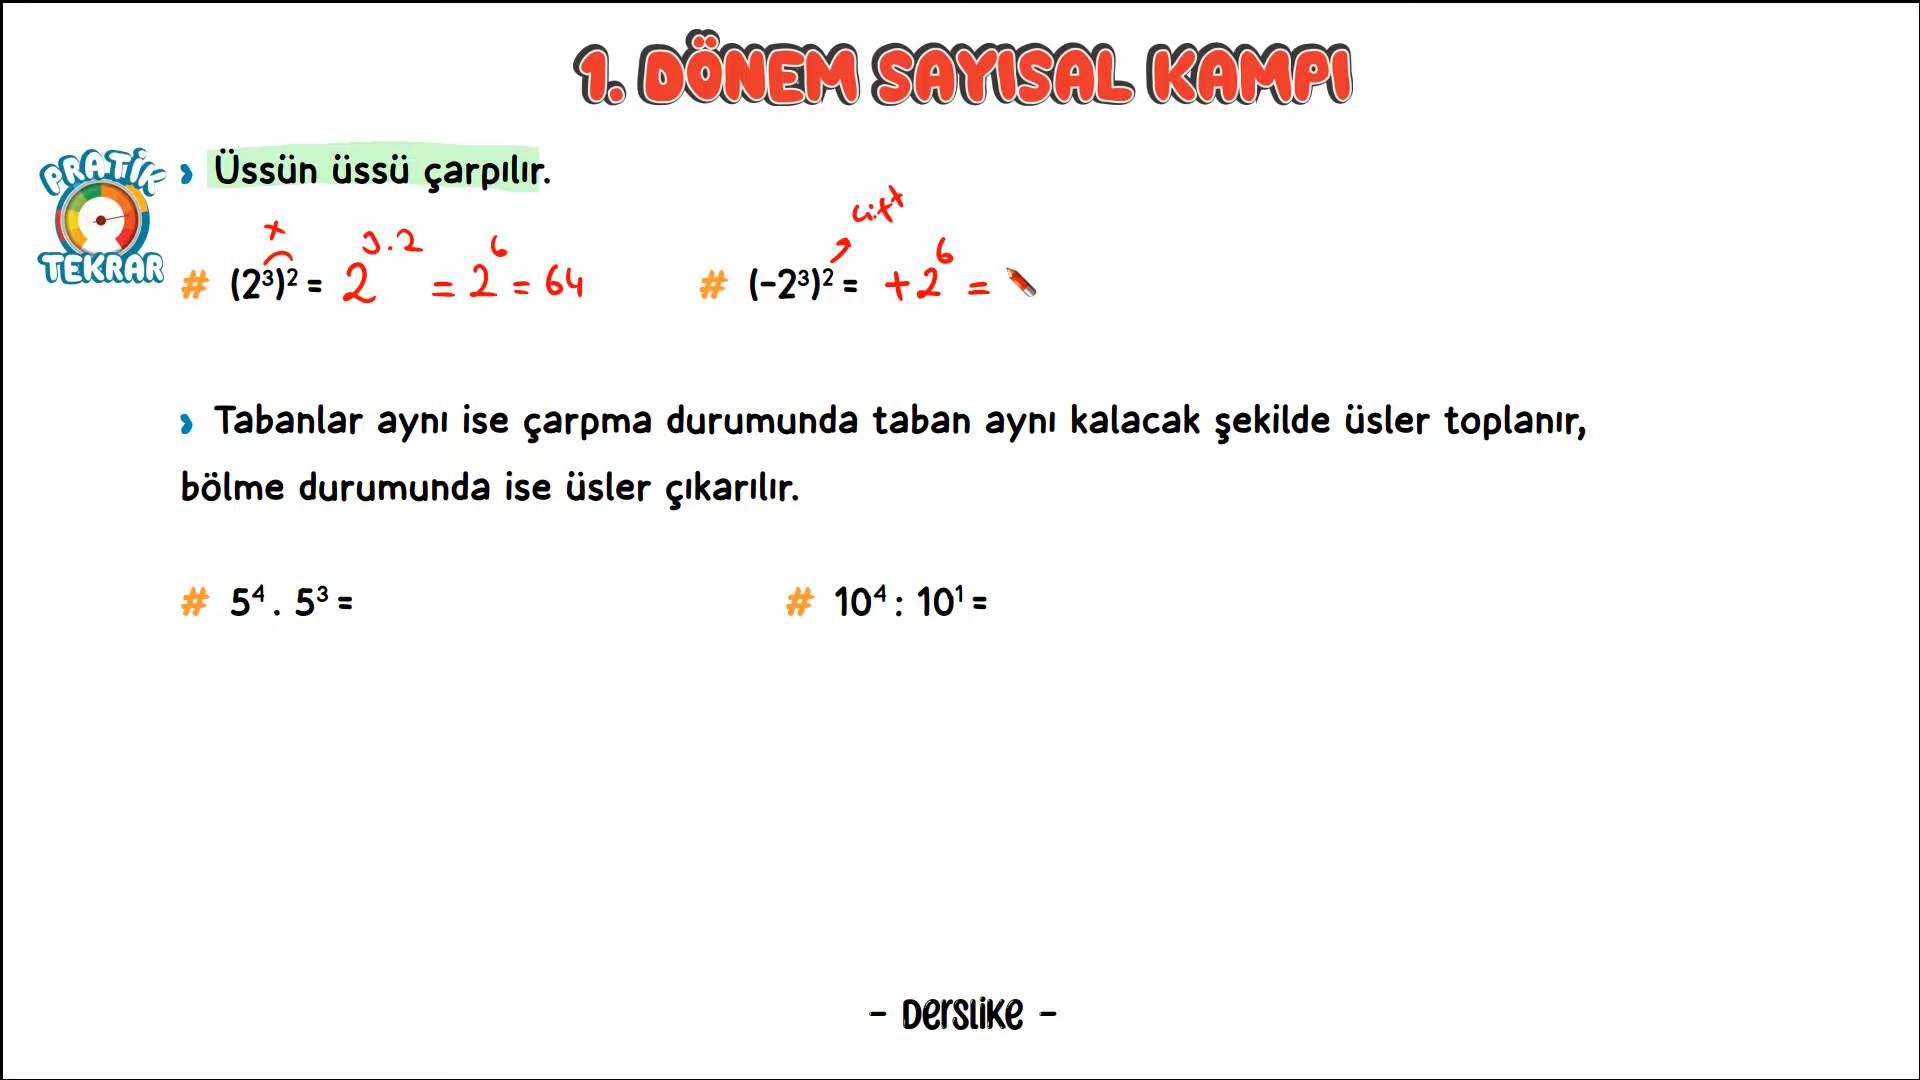 1. DÖNEM SAYISAL KAMPI
PRATİK
TEKRAR
› Üssün üssü çarpılır.
x
çift
# (2³)² = 2³·² = 2⁶ = 64
# (-2³)² = +2⁶ =
› Tabanlar aynı ise çarpma durumunda taban aynı kalacak şekilde üsler toplanır,
bölme durumunda ise üsler çıkarılır.
# 5⁴ . 5³ =
# 10⁴ : 10¹ =
- Derslike -